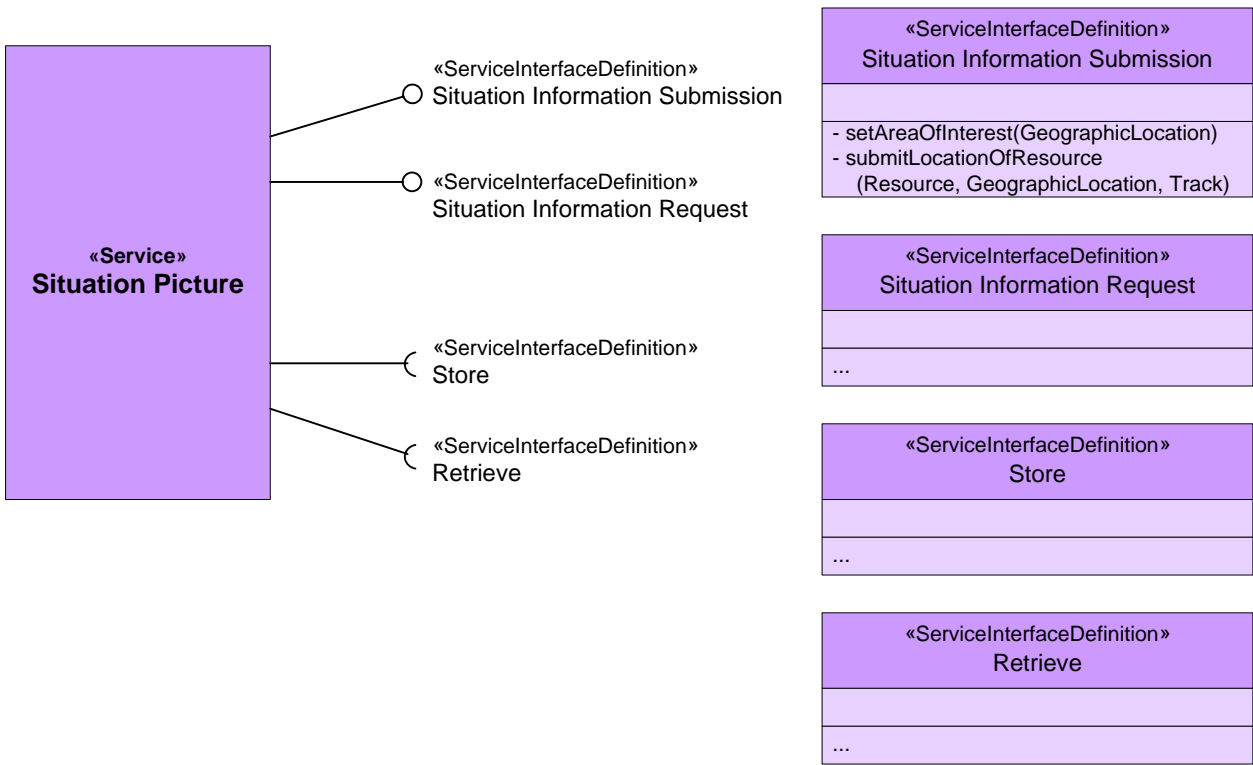 «Service»
Situation Picture
«ServiceInterfaceDefinition»
Situation Information Submission
«ServiceInterfaceDefinition»
Situation Information Request
«ServiceInterfaceDefinition»
Store
«ServiceInterfaceDefinition»
Retrieve
«ServiceInterfaceDefinition»
Situation Information Submission
- setAreaOfInterest(GeographicLocation)
- submitLocationOfResource
(Resource, GeographicLocation, Track)
«ServiceInterfaceDefinition»
Situation Information Request
...
«ServiceInterfaceDefinition»
Store
...
«ServiceInterfaceDefinition»
Retrieve
...